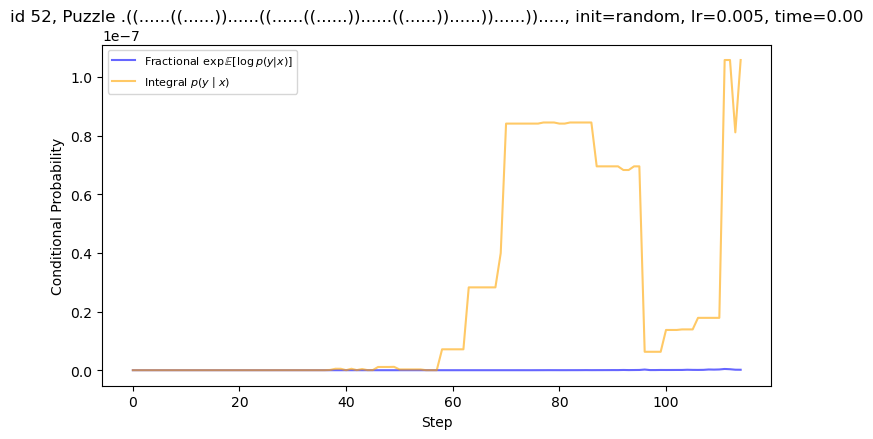 id 52, Puzzle .((......((......))......((......((......))......((......))......))......))....., init=random, lr=0.005, time=0.00
1e−7
Fractional exp𝔼[log p(y|x)]
Integral p(y | x)
1.0
0.8
0.6
0.4
0.2
0.0
Conditional Probability
0 20 40 60 80 100
Step